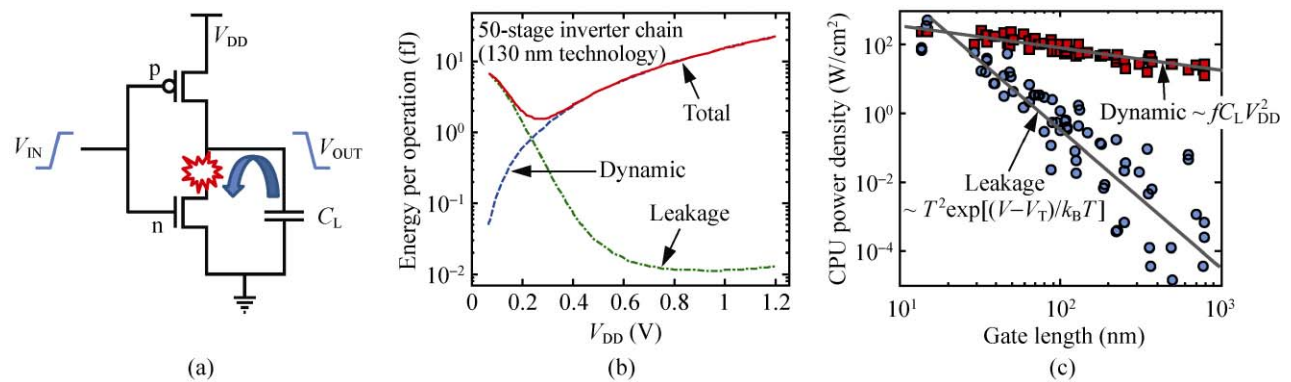 V_DD
p
V_IN
V_OUT
n
C_L
(a)
50-stage inverter chain
(130 nm technology)
Total
Dynamic
Leakage
Energy per operation (fJ)
10^1
10^0
10^-1
10^-2
0 0.2 0.4 0.6 0.8 1.0 1.2
V_DD (V)
(b)
CPU power density (W/cm^2)
10^2
10^0
10^-2
10^-4
Dynamic ~ fC_L V_DD^2
Leakage
~ T^2 exp[(V−V_T)/k_B T]
10^1 10^2 10^3
Gate length (nm)
(c)